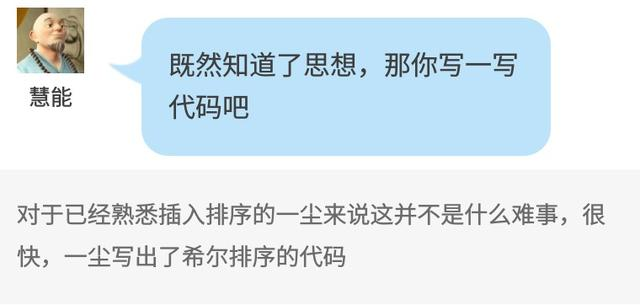 既然知道了思想，那你写一写
代码吧
慧能
对于已经熟悉插入排序的一尘来说这并不是什么难事，很
快，一尘写出了希尔排序的代码